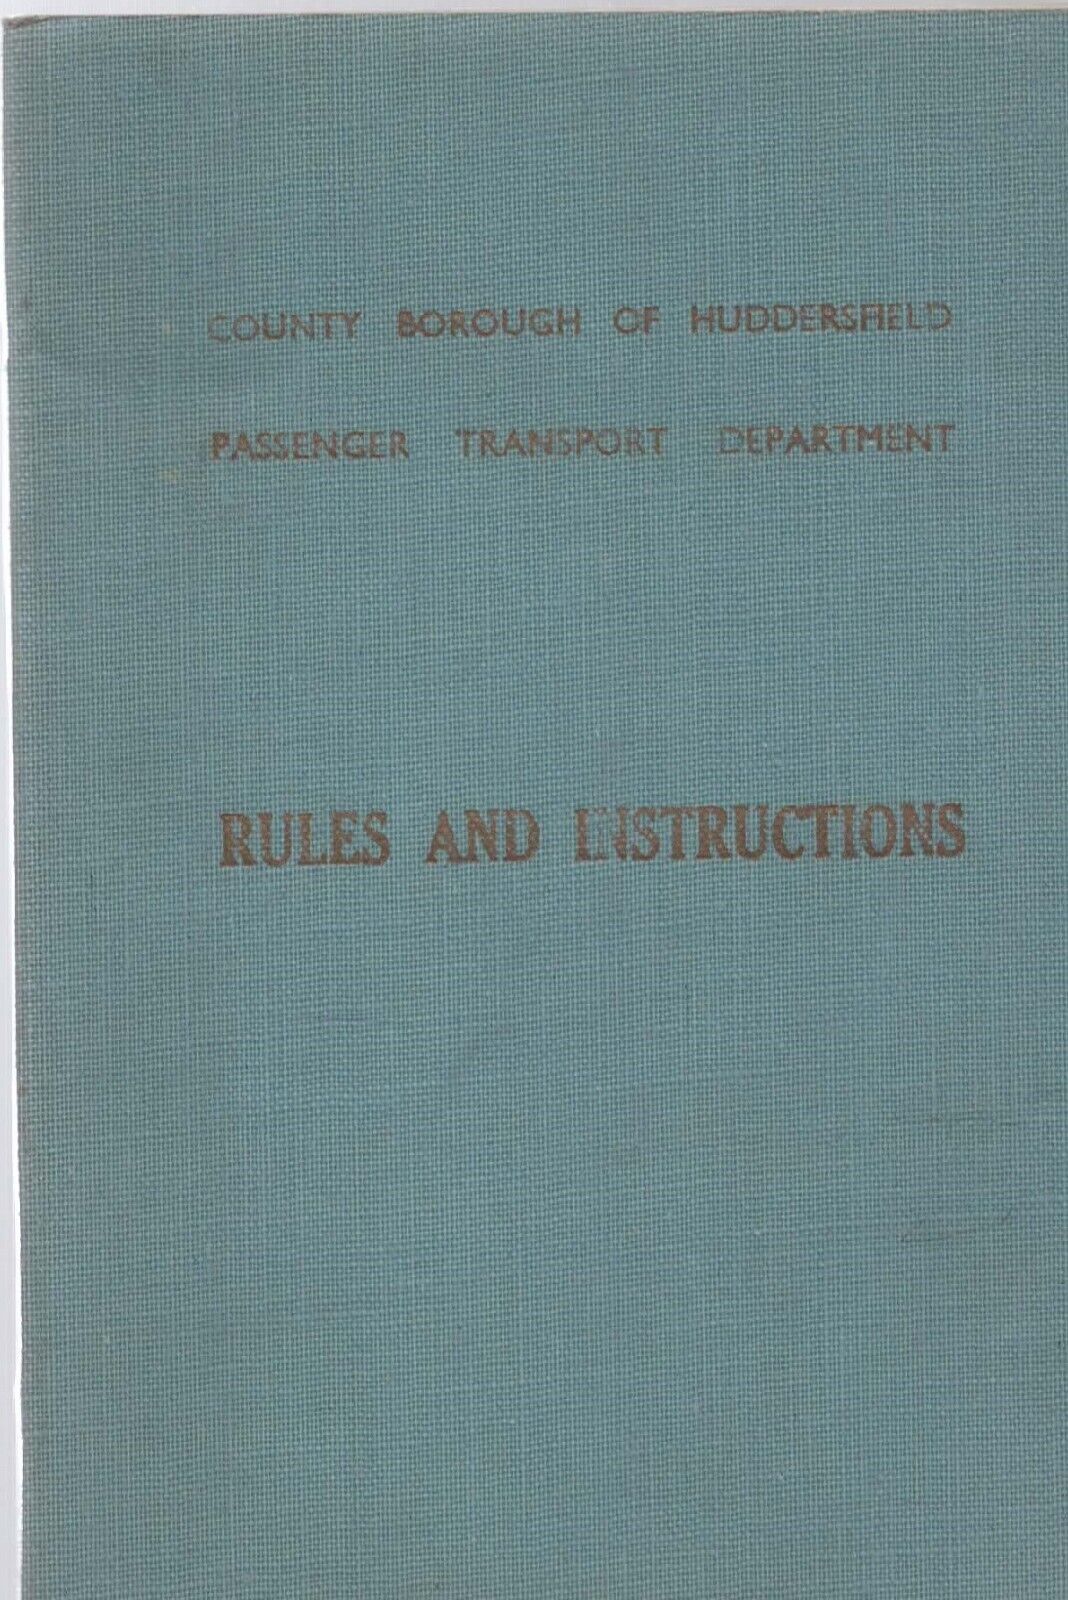 COUNTY BOROUGH OF HUDDERSFIELD
PASSENGER TRANSPORT DEPARTMENT
RULES AND INSTRUCTIONS